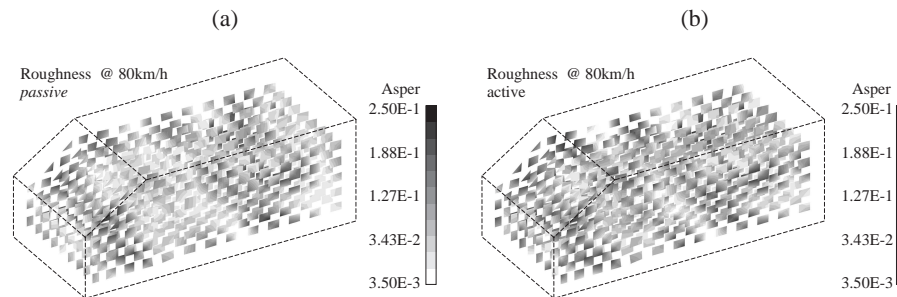 (a)
Roughness @ 80km/h
passive
Asper
2.50E-1
1.88E-1
1.27E-1
3.43E-2
3.50E-3
(b)
Roughness @ 80km/h
active
Asper
2.50E-1
1.88E-1
1.27E-1
3.43E-2
3.50E-3